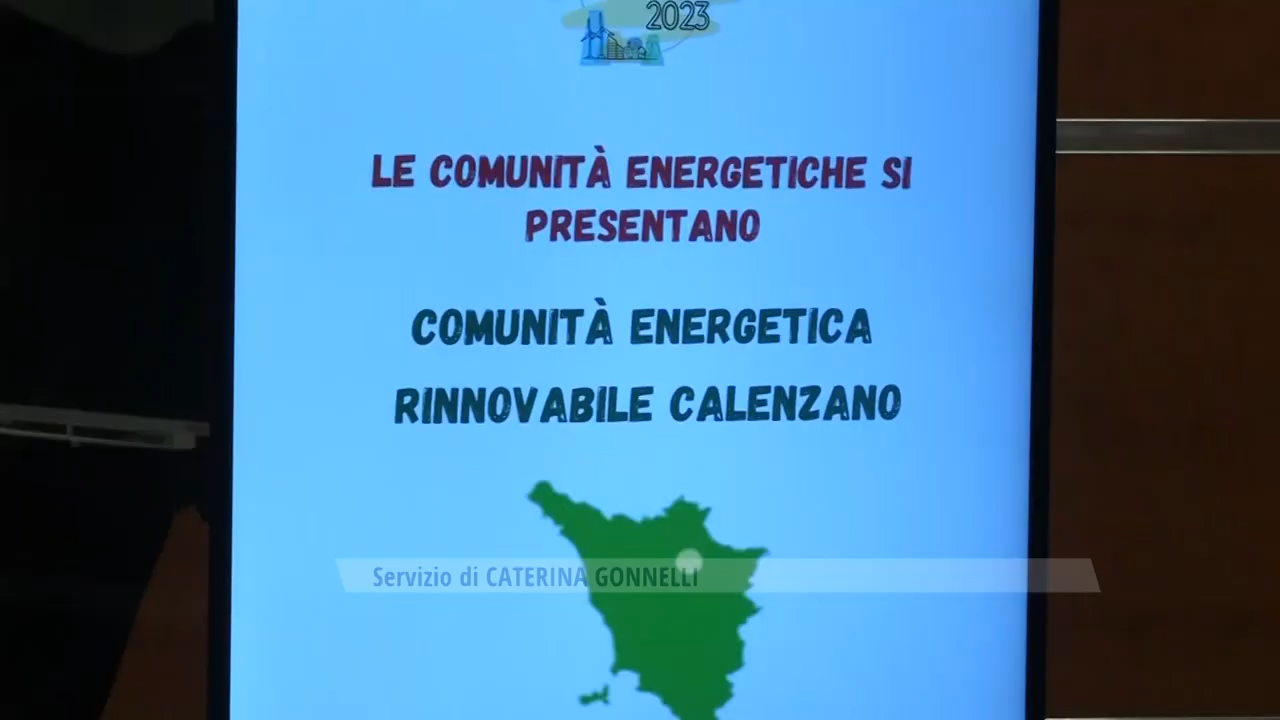 2023
LE COMUNITÀ ENERGETICHE SI
PRESENTANO
COMUNITÀ ENERGETICA
RINNOVABILE CALENZANO
Servizio di CATERINA GONNELLI